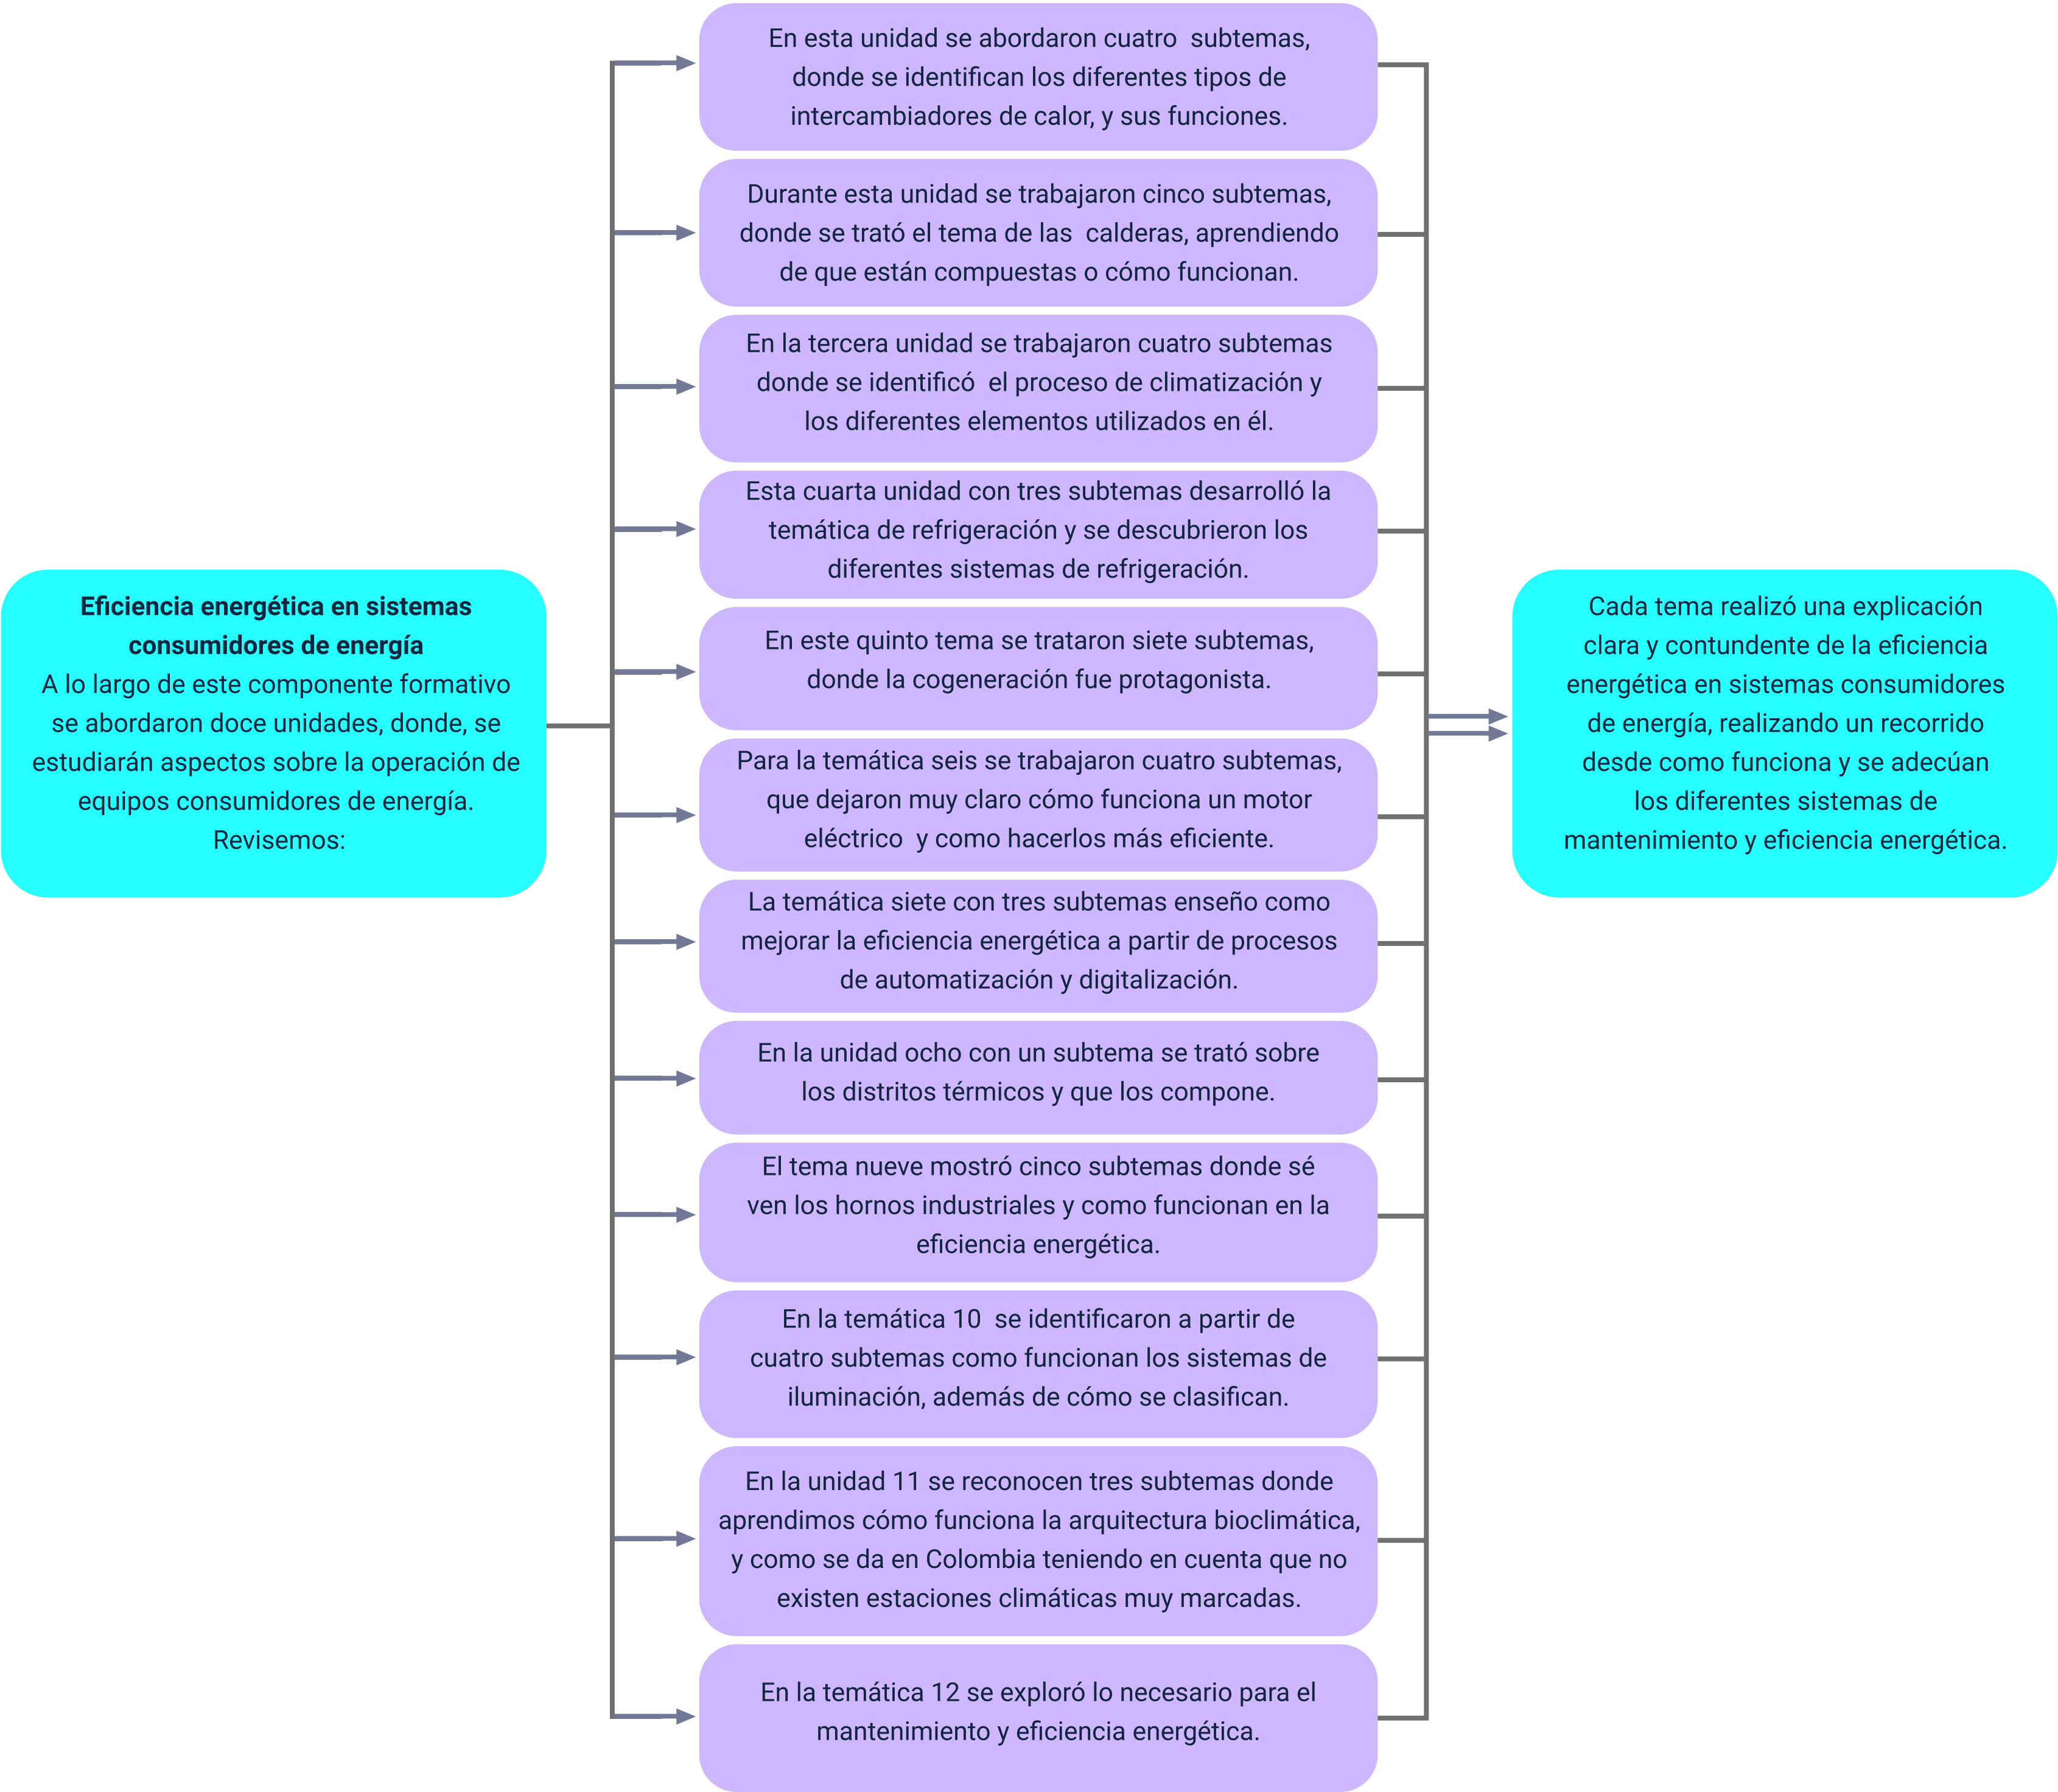 Eficiencia energética en sistemas
consumidores de energía
A lo largo de este componente formativo
se abordaron doce unidades, donde, se
estudiarán aspectos sobre la operación de
equipos consumidores de energía.
Revisemos:
En esta unidad se abordaron cuatro  subtemas,
donde se identifican los diferentes tipos de
intercambiadores de calor, y sus funciones.
Durante esta unidad se trabajaron cinco subtemas,
donde se trató el tema de las  calderas, aprendiendo
de que están compuestas o cómo funcionan.
En la tercera unidad se trabajaron cuatro subtemas
donde se identificó  el proceso de climatización y
los diferentes elementos utilizados en él.
Esta cuarta unidad con tres subtemas desarrolló la
temática de refrigeración y se descubrieron los
diferentes sistemas de refrigeración.
En este quinto tema se trataron siete subtemas,
donde la cogeneración fue protagonista.
Para la temática seis se trabajaron cuatro subtemas,
que dejaron muy claro cómo funciona un motor
eléctrico  y como hacerlos más eficiente.
La temática siete con tres subtemas enseño como
mejorar la eficiencia energética a partir de procesos
de automatización y digitalización.
En la unidad ocho con un subtema se trató sobre
los distritos térmicos y que los compone.
El tema nueve mostró cinco subtemas donde sé
ven los hornos industriales y como funcionan en la
eficiencia energética.
En la temática 10  se identificaron a partir de
cuatro subtemas como funcionan los sistemas de
iluminación, además de cómo se clasifican.
En la unidad 11 se reconocen tres subtemas donde
aprendimos cómo funciona la arquitectura bioclimática,
y como se da en Colombia teniendo en cuenta que no
existen estaciones climáticas muy marcadas.
En la temática 12 se exploró lo necesario para el
mantenimiento y eficiencia energética.
Cada tema realizó una explicación
clara y contundente de la eficiencia
energética en sistemas consumidores
de energía, realizando un recorrido
desde como funciona y se adecúan
los diferentes sistemas de
mantenimiento y eficiencia energética.